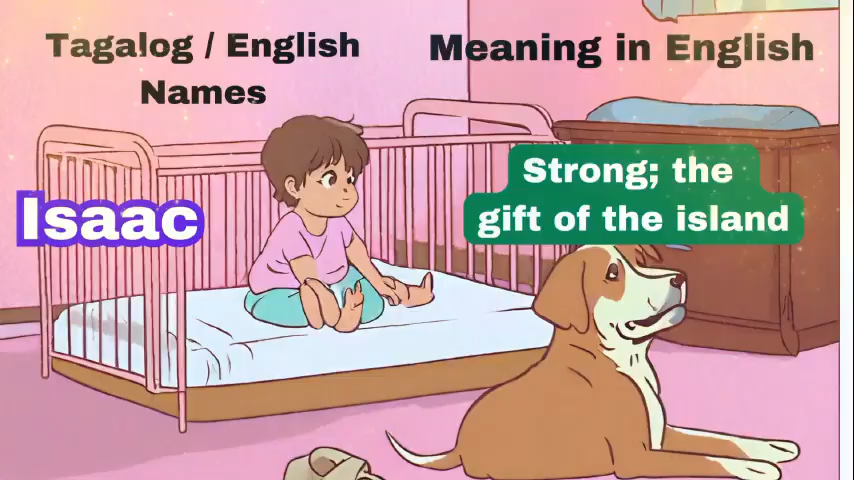 Tagalog / English
Names
Meaning in English
Isaac
Strong; the
gift of the island